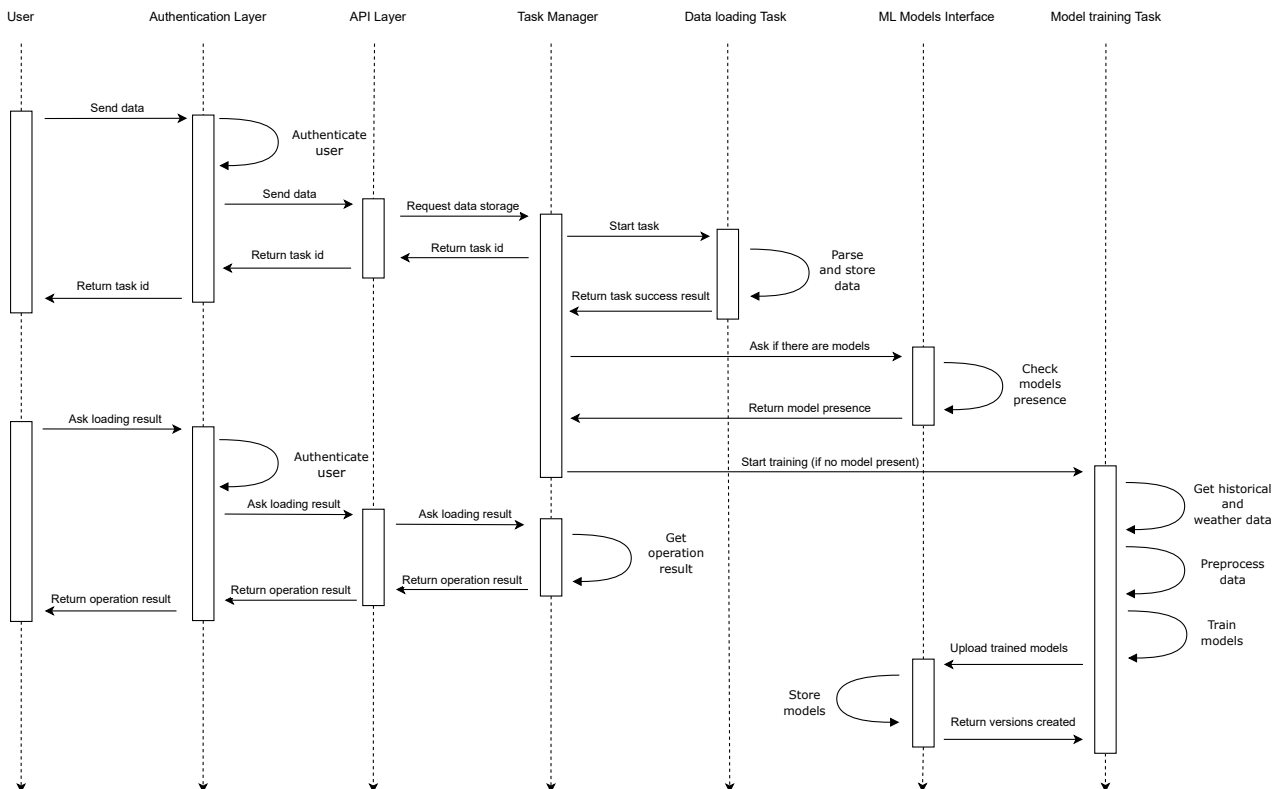 User
Authentication Layer
API Layer
Task Manager
Data loading Task
ML Models Interface
Model training Task
Send data
Authenticate
user
Send data
Request data storage
Start task
Return task id
Return task id
Return task id
Parse
and store
data
Return task success result
Ask if there are models
Check
models
presence
Return model presence
Ask loading result
Authenticate
user
Start training (if no model present)
Get historical
and
weather data
Ask loading result
Ask loading result
Get
operation
result
Preprocess
data
Return operation result
Return operation result
Return operation result
Train
models
Upload trained models
Store
models
Return versions created